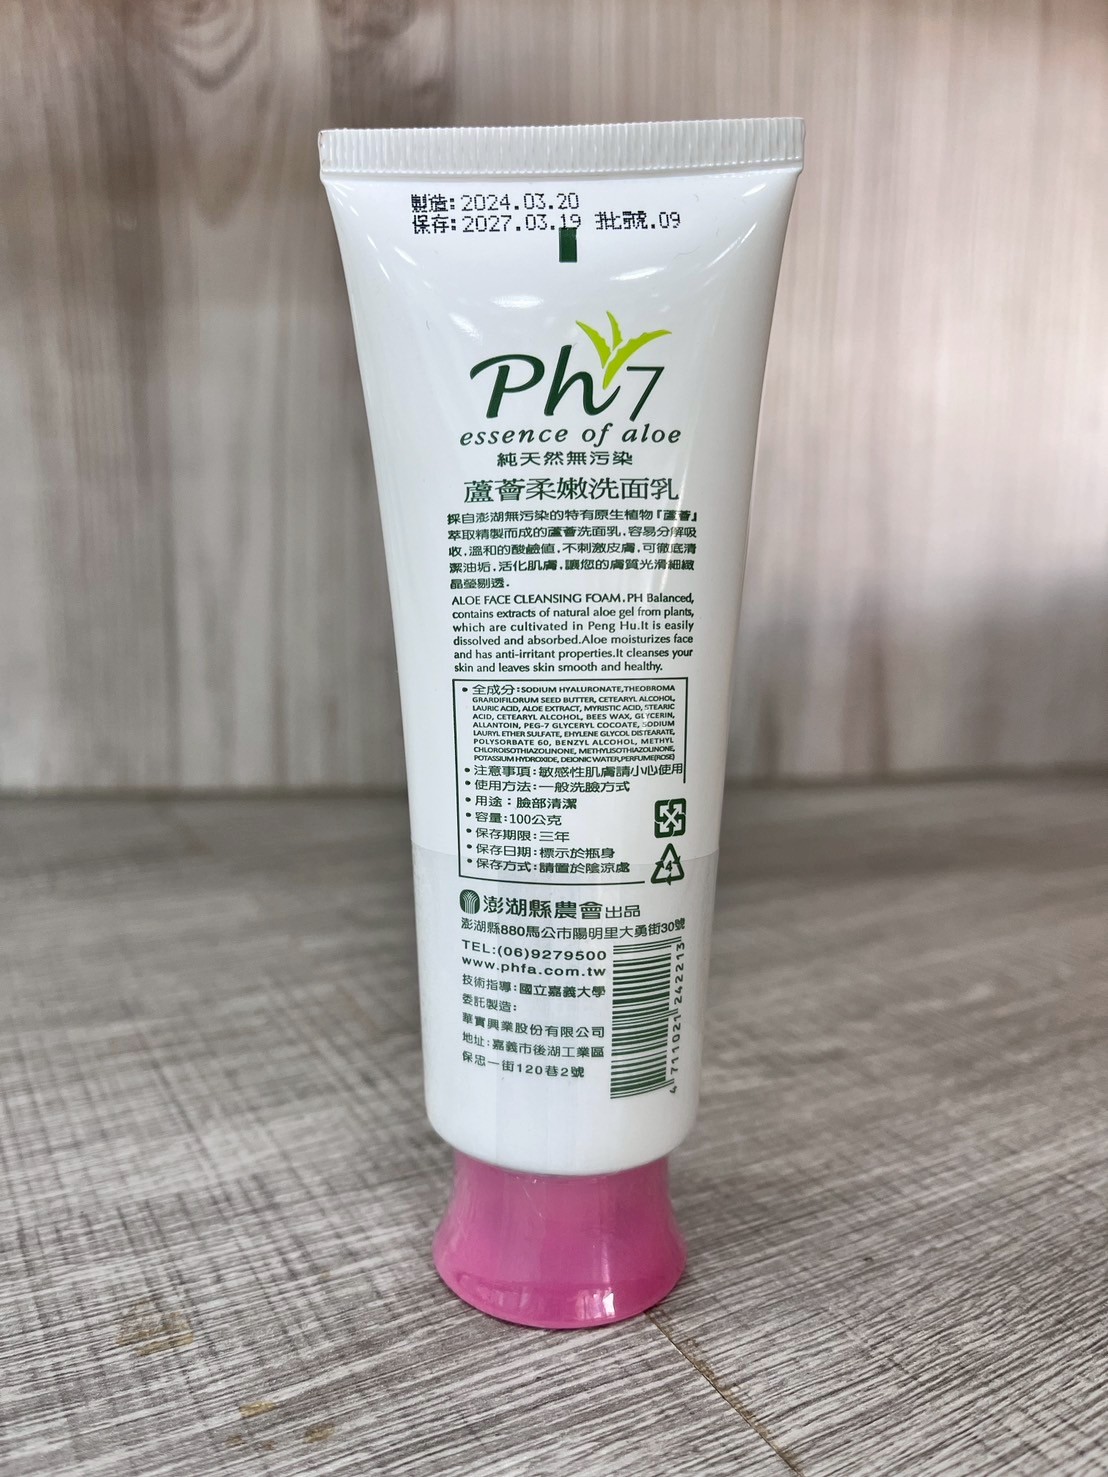 製造:2024.03.20
保存:2027.03.19 批號.09
Ph7
essence of aloe
純天然無污染
蘆薈柔嫩洗面乳
採自澎湖無污染的特有原生植物『蘆薈』
萃取精製而成的蘆薈洗面乳,容易分解吸
收,溫和的酸鹼值,不刺激皮膚,可徹底清
潔油垢.活化肌膚,讓您的膚質光滑細緻
晶瑩剔透.
ALOE FACE CLEANSING FOAM.PH Balanced,
contains extracts of natural aloe gel from plants,
which are cultivated in Peng Hu.It is easily
dissolved and absorbed.Aloe moisturizes face
and has anti-irritant properties.It cleanses your
skin and leaves skin smooth and healthy.
•全成分:SODIUM HYALURONATE,THEOBROMA
GRARDIFILORUM SEED BUTTER, CETEARYL ALCOHOL,
LAURIC ACID, ALOE EXTRACT, MYRISTIC ACID, STEARIC
ACID, CETEARYL ALCOHOL, BEES WAX, GLYCERIN,
ALLANTOIN, PEG-7 GLYCERYL COCOATE, SODIUM
LAURYL ETHER SULFATE, EHYLENE GLYCOL DISTEARATE,
POLYSORBATE 60, BENZYL ALCOHOL, METHYL
CHLOROISOTHIAZOLINONE, METHYLISOTHIAZOLINONE,
POTASSIUM HYDROXIDE, DEIONIC WATER,PERFUME(ROSE)
•注意事項:敏感性肌膚請小心使用
•使用方法:一般洗臉方式
•用途:臉部清潔
•容量:100公克
•保存期限:三年
•保存日期:標示於瓶身
•保存方式:請置於陰涼處
4
澎湖縣農會出品
澎湖縣880馬公市陽明里大勇街30號
TEL:(06)9279500
www.phfa.com.tw
技術指導:國立嘉義大學
委託製造:
華實興業股份有限公司
地址:嘉義市後湖工業區
保忠一街120巷2號
4 711021 242213